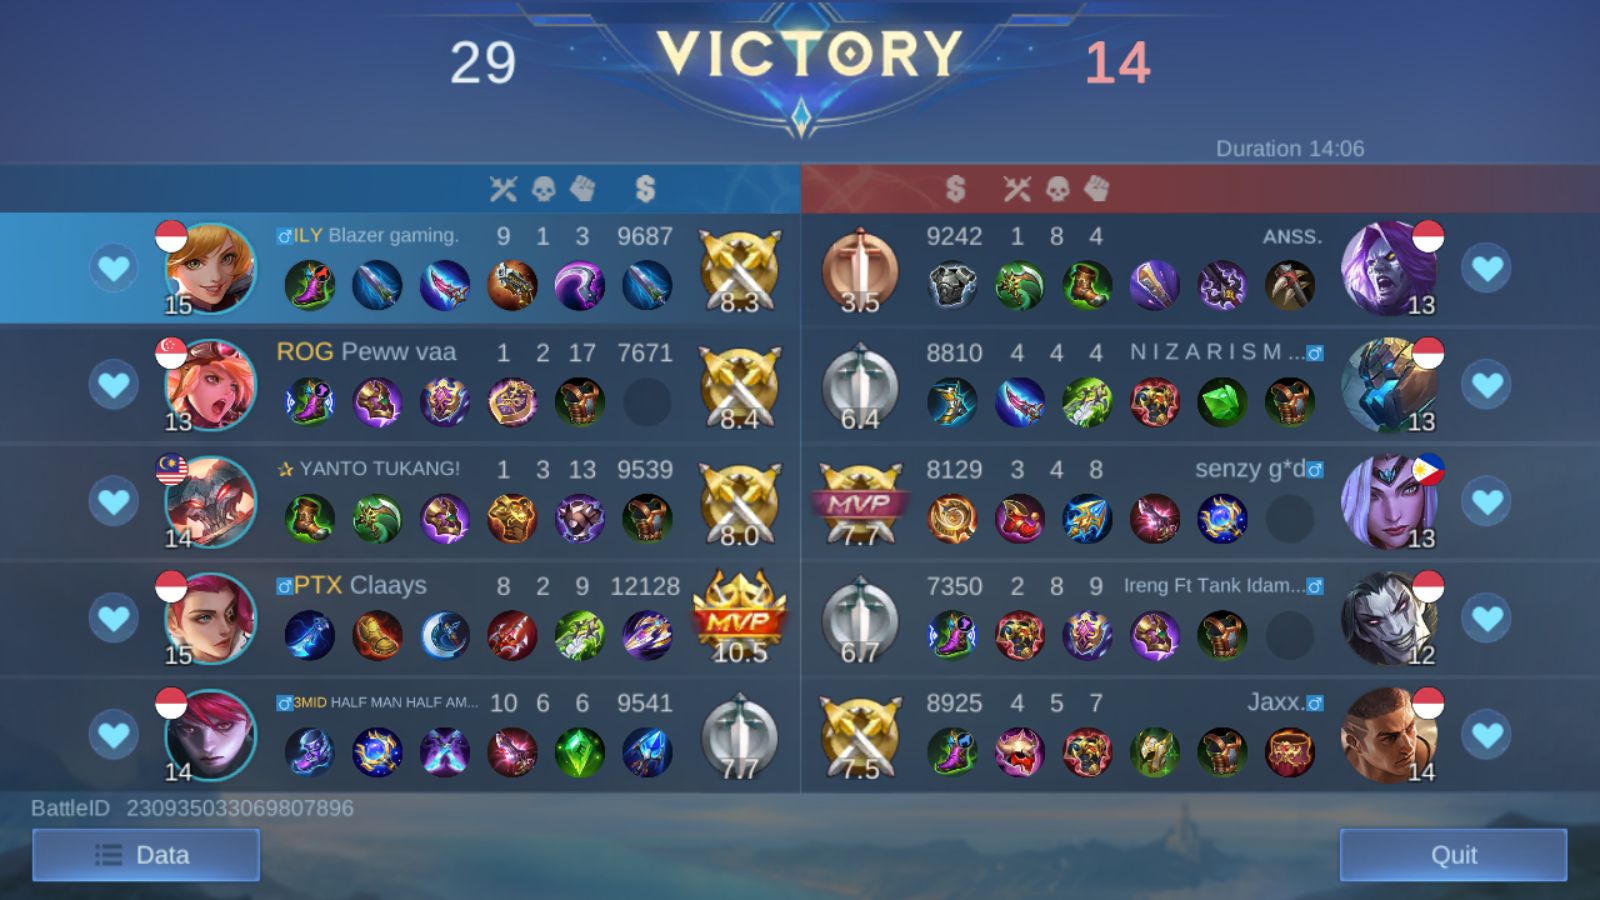 29 VICTORY 14
Duration 14:06
ILY Blazer gaming. 9 1 3 9687
15 8.3
3.5 9242 1 8 4 ANSS.
13
ROG Peww vaa 1 2 17 7671
13 8.4
6.4 8810 4 4 4 N I Z A R I S M ...
13
YANTO TUKANG! 1 3 13 9539
14 8.0
MVP 7.7 8129 3 4 8 senzy g*d
13
PTX Claays 8 2 9 12128
15 MVP 10.5
6.7 7350 2 8 9 Ireng Ft Tank Idam...
12
3MID HALF MAN HALF AM... 10 6 6 9541
14 7.7
7.5 8925 4 5 7 Jaxx.
14
BattleID 230935033069807896
Data Quit